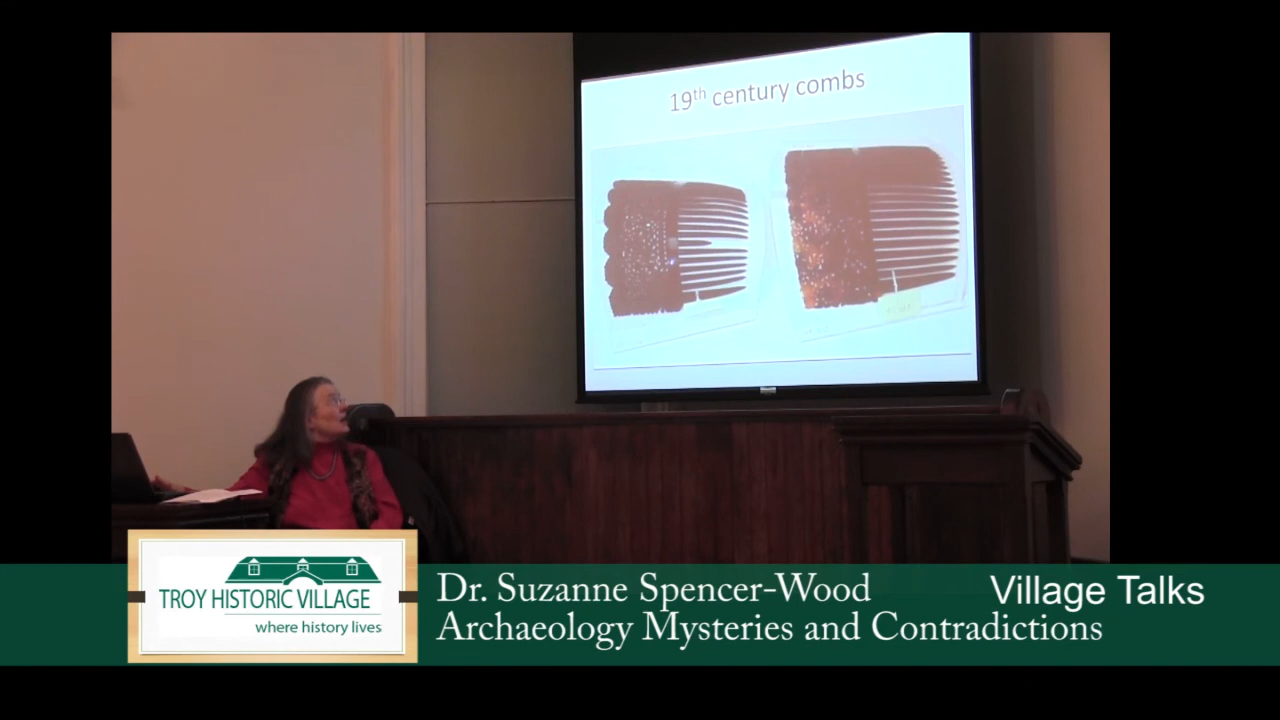 19th century combs
TROY HISTORIC VILLAGE
where history lives
Dr. Suzanne Spencer-Wood
Village Talks
Archaeology Mysteries and Contradictions